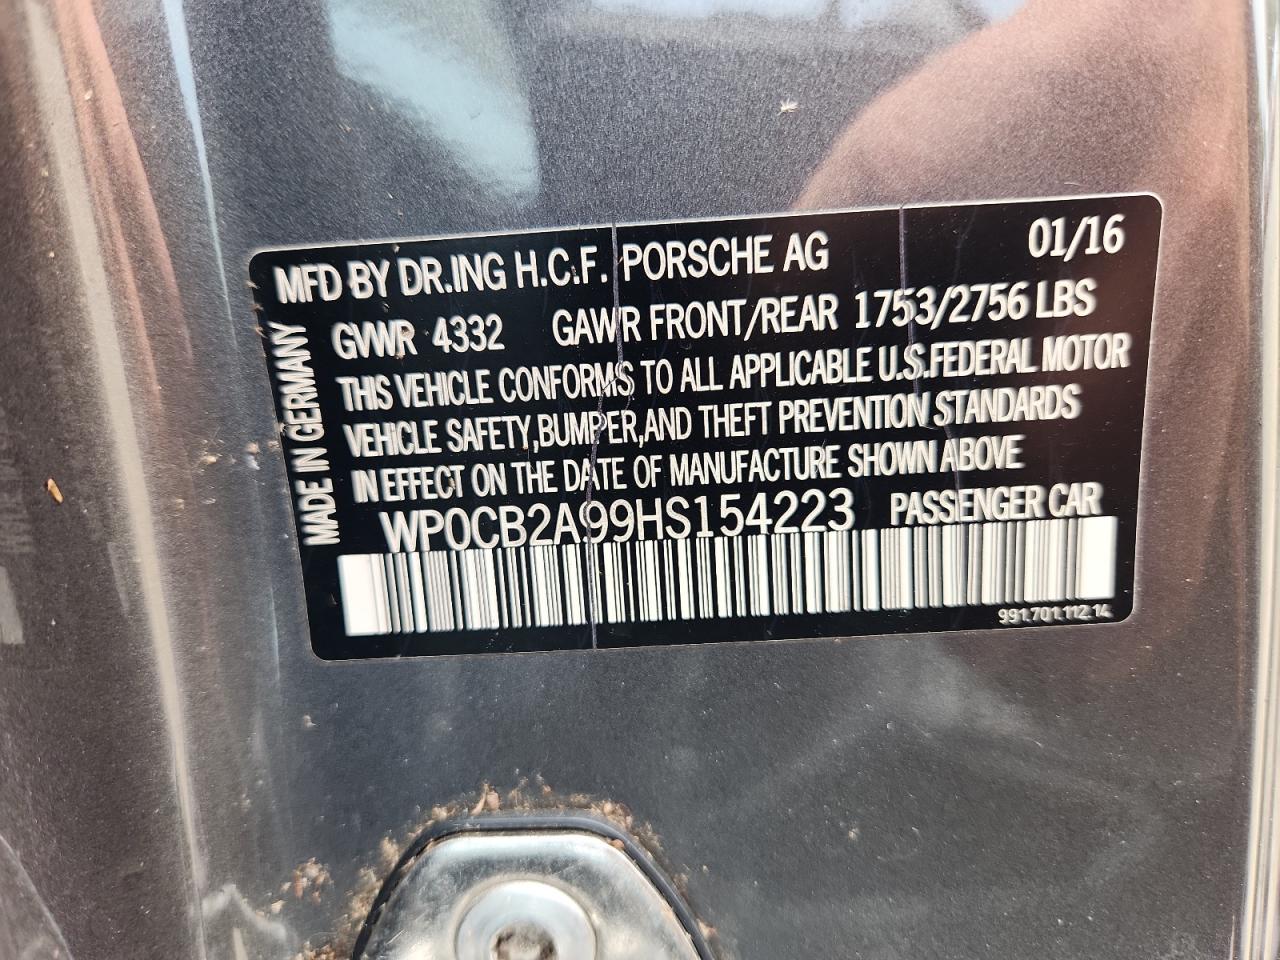 MFD BY DR.ING H.C.F. PORSCHE AG 01/16
GVWR 4332 GAWR FRONT/REAR 1753/2756 LBS
THIS VEHICLE CONFORMS TO ALL APPLICABLE U.S.FEDERAL MOTOR
VEHICLE SAFETY,BUMPER,AND THEFT PREVENTION STANDARDS
IN EFFECT ON THE DATE OF MANUFACTURE SHOWN ABOVE
WP0CB2A99HS154223 PASSENGER CAR
991.701.112.14
MADE IN GERMANY